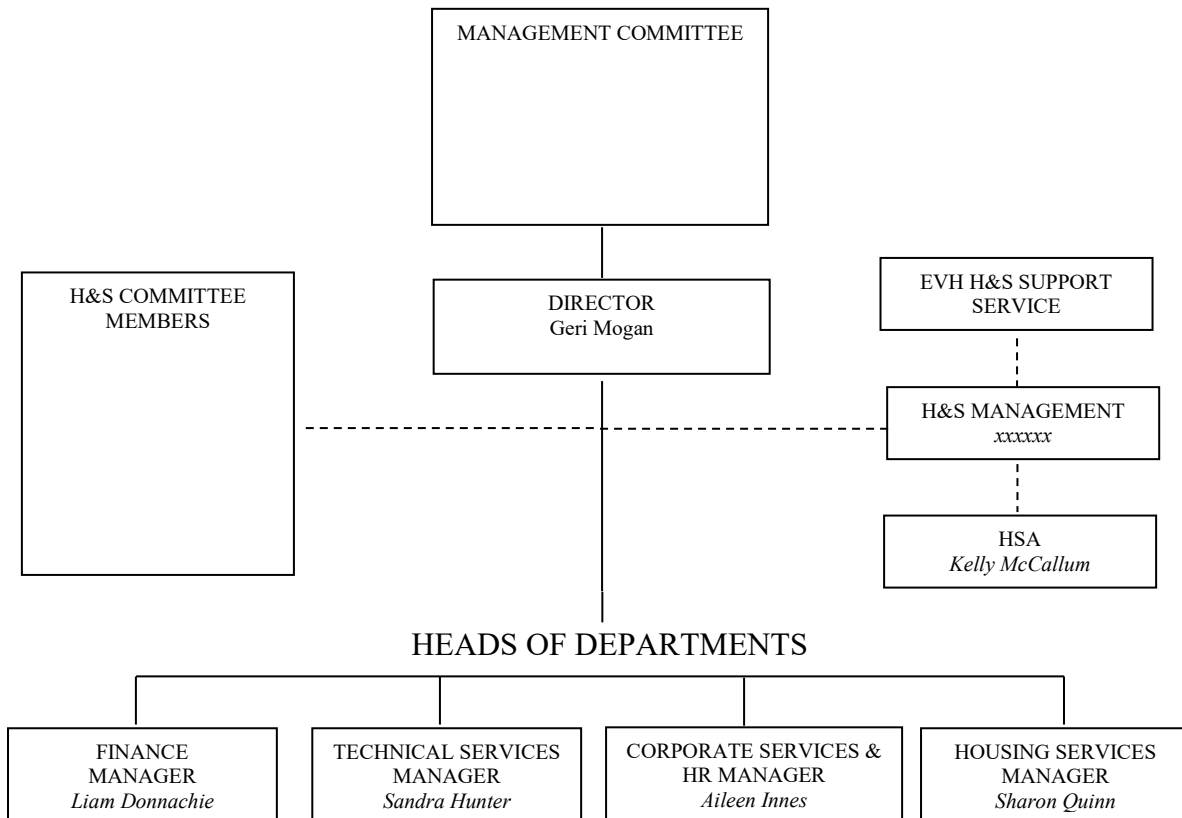 MANAGEMENT COMMITTEE
H&S COMMITTEE
MEMBERS
DIRECTOR
Geri Mogan
EVH H&S SUPPORT
SERVICE
H&S MANAGEMENT
xxxxxx
HSA
Kelly McCallum
HEADS OF DEPARTMENTS
FINANCE
MANAGER
Liam Donnachie
TECHNICAL SERVICES
MANAGER
Sandra Hunter
CORPORATE SERVICES &
HR MANAGER
Aileen Innes
HOUSING SERVICES
MANAGER
Sharon Quinn